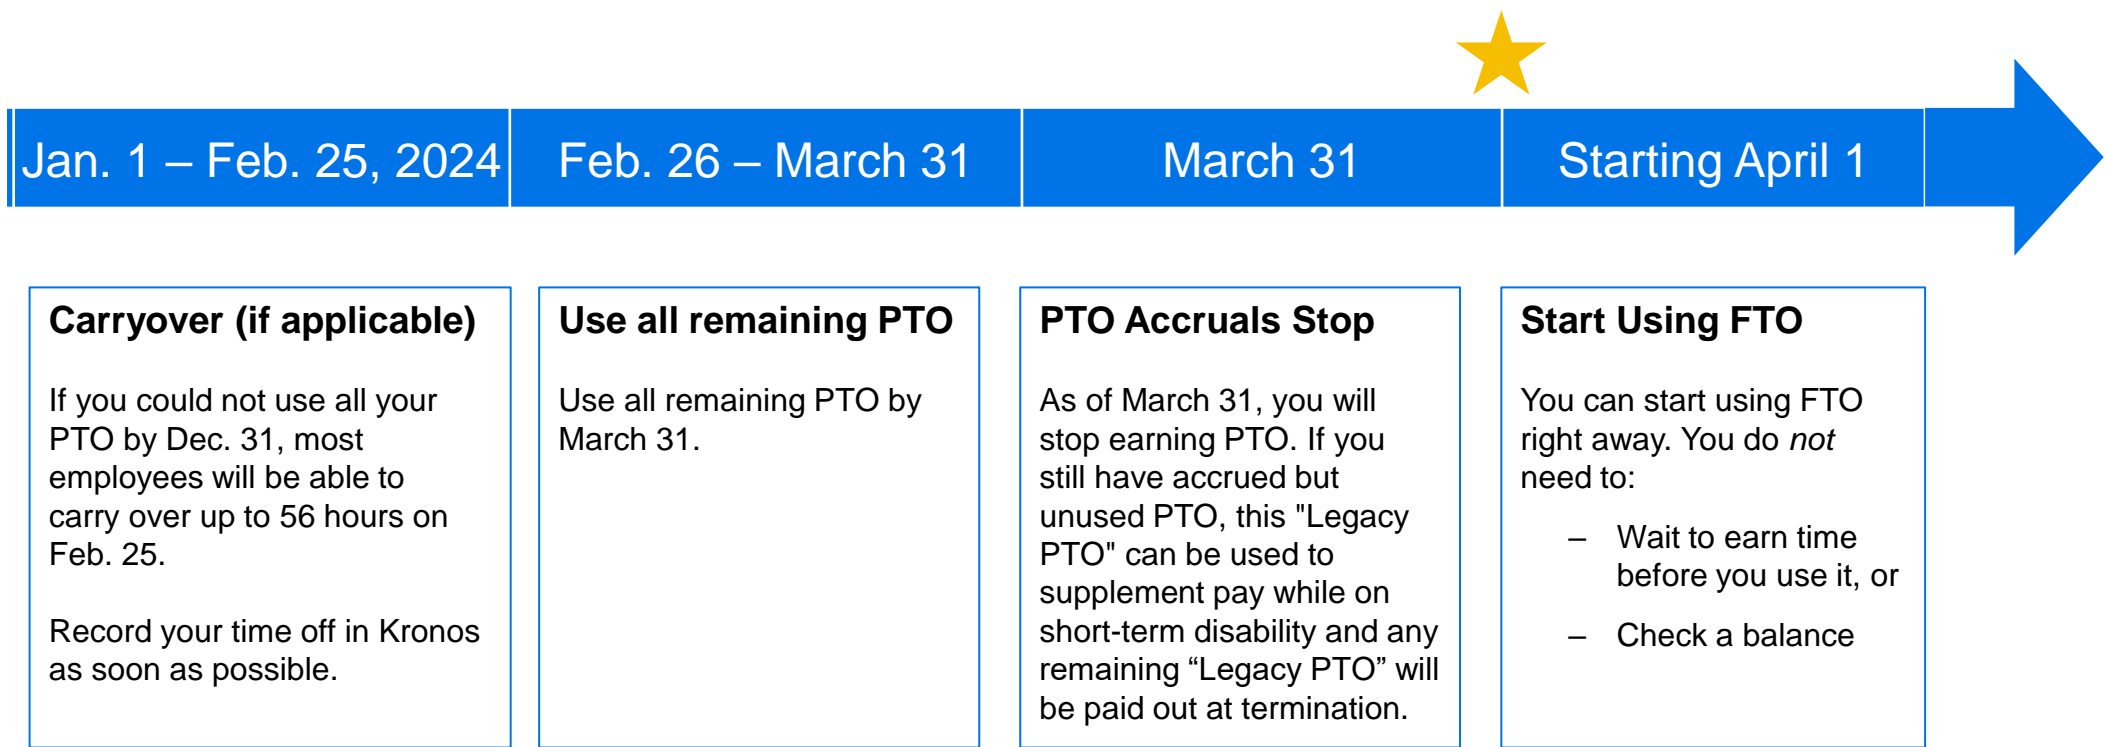 Jan. 1 – Feb. 25, 2024
Feb. 26 – March 31
March 31
Starting April 1
Carryover (if applicable)
If you could not use all your
PTO by Dec. 31, most
employees will be able to
carry over up to 56 hours on
Feb. 25.
Record your time off in Kronos
as soon as possible.
Use all remaining PTO
Use all remaining PTO by
March 31.
PTO Accruals Stop
As of March 31, you will
stop earning PTO. If you
still have accrued but
unused PTO, this "Legacy
PTO" can be used to
supplement pay while on
short-term disability and any
remaining “Legacy PTO” will
be paid out at termination.
Start Using FTO
You can start using FTO
right away. You do not
need to:
– Wait to earn time
before you use it, or
– Check a balance